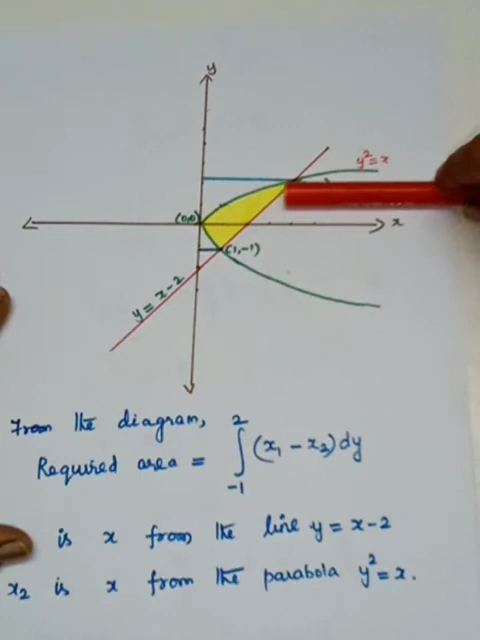 y
y²=x
(0,0)
x
(1,-1)
y = x-2
From the diagram,
Required area = ∫₋₁² (x₁ - x₂) dy
is x from the line y = x-2
x₂ is x from the parabola y² = x.